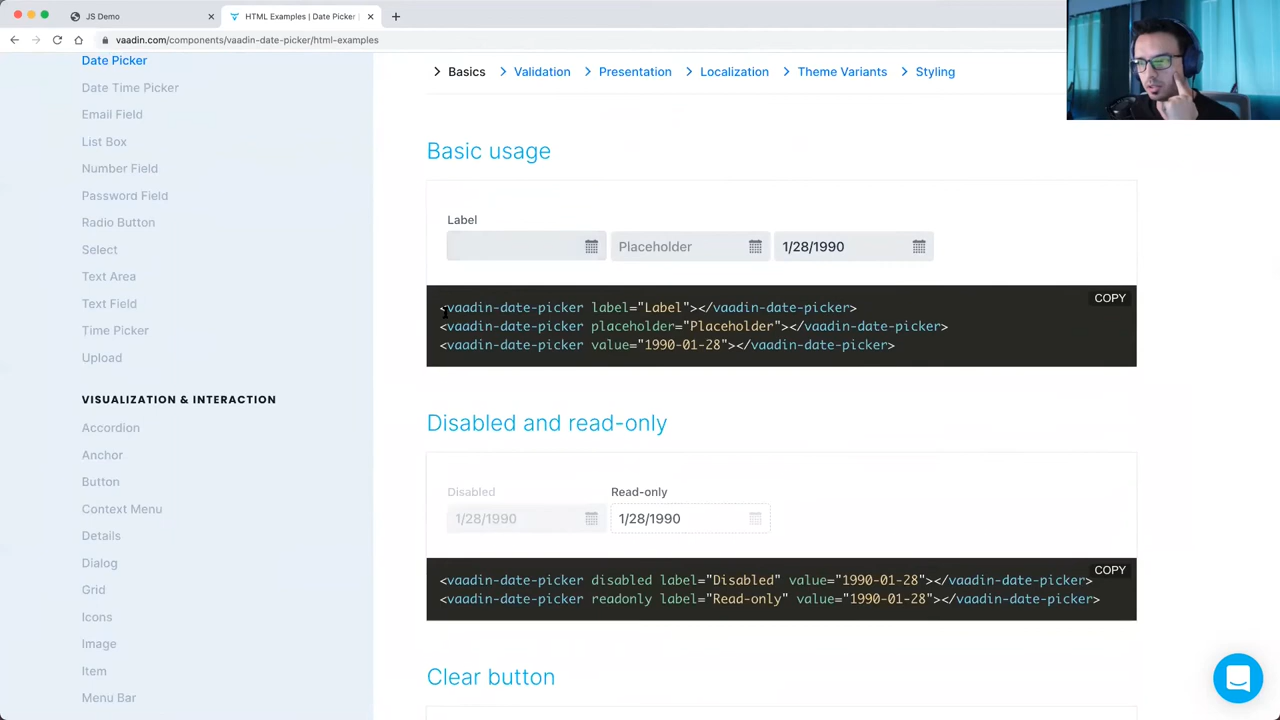 JS Demo
HTML Examples | Date Picker |
vaadin.com/components/vaadin-date-picker/html-examples
Date Picker
Date Time Picker
Email Field
List Box
Number Field
Password Field
Radio Button
Select
Text Area
Text Field
Time Picker
Upload
VISUALIZATION & INTERACTION
Accordion
Anchor
Button
Context Menu
Details
Dialog
Grid
Icons
Image
Item
Menu Bar
Basics Validation Presentation Localization Theme Variants Styling
Basic usage
Label
Placeholder 1/28/1990
COPY
<vaadin-date-picker label="Label"></vaadin-date-picker>
<vaadin-date-picker placeholder="Placeholder"></vaadin-date-picker>
<vaadin-date-picker value="1990-01-28"></vaadin-date-picker>
Disabled and read-only
Disabled Read-only
1/28/1990 1/28/1990
COPY
<vaadin-date-picker disabled label="Disabled" value="1990-01-28"></vaadin-date-picker>
<vaadin-date-picker readonly label="Read-only" value="1990-01-28"></vaadin-date-picker>
Clear button